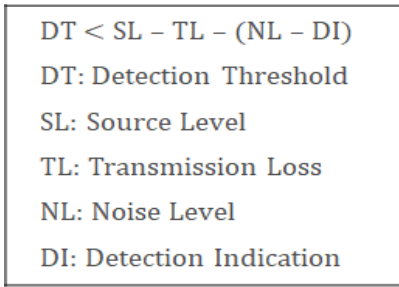 DT < SL – TL – (NL – DI)
DT: Detection Threshold
SL: Source Level
TL: Transmission Loss
NL: Noise Level
DI: Detection Indication